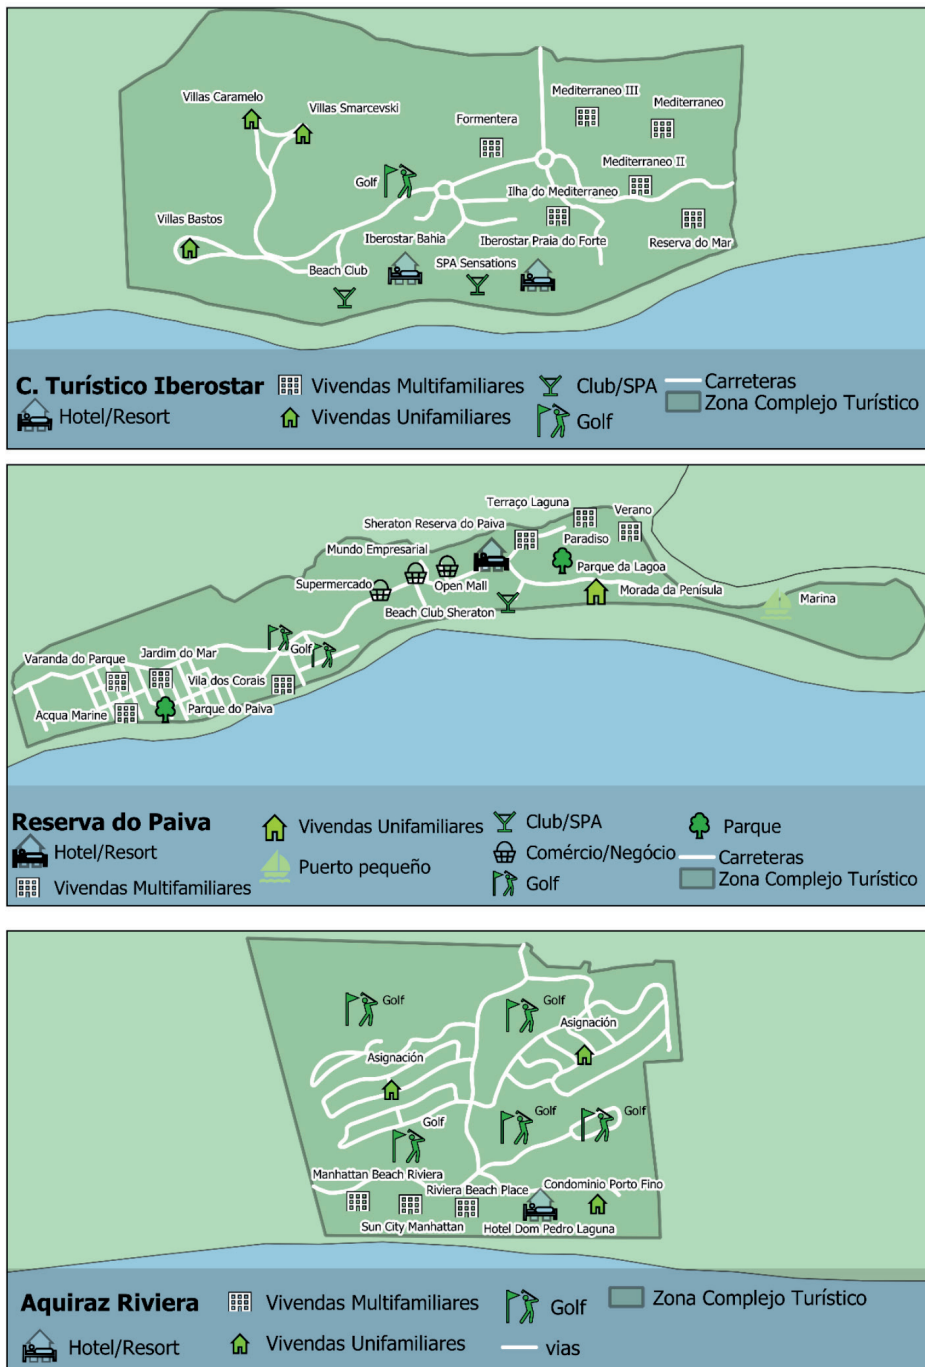 Villas Caramelo
Villas Smarcevski
Formentera
Mediterraneo III
Mediterraneo
Mediterraneo II
Golf
Ilha do Mediterraneo
Villas Bastos
Iberostar Bahia
Iberostar Praia do Forte
Reserva do Mar
Beach Club
SPA Sensations
C. Turístico Iberostar
Hotel/Resort
Vivendas Multifamiliares
Vivendas Unifamiliares
Club/SPA
Golf
Carreteras
Zona Complejo Turístico
Terraço Laguna
Verano
Sheraton Reserva do Paiva
Paradiso
Mundo Empresarial
Parque da Lagoa
Supermercado
Open Mall
Morada da Penísula
Marina
Beach Club Sheraton
Jardim do Mar
Golf
Varanda do Parque
Vila dos Corais
Acqua Marine
Parque do Paiva
Reserva do Paiva
Hotel/Resort
Vivendas Multifamiliares
Vivendas Unifamiliares
Puerto pequeño
Club/SPA
Comércio/Negócio
Golf
Parque
Carreteras
Zona Complejo Turístico
Golf
Golf
Asignación
Asignación
Golf
Golf
Golf
Manhattan Beach Riviera
Riviera Beach Place
Condominio Porto Fino
Sun City Manhattan
Hotel Dom Pedro Laguna
Aquiraz Riviera
Hotel/Resort
Vivendas Multifamiliares
Vivendas Unifamiliares
Golf
vias
Zona Complejo Turístico